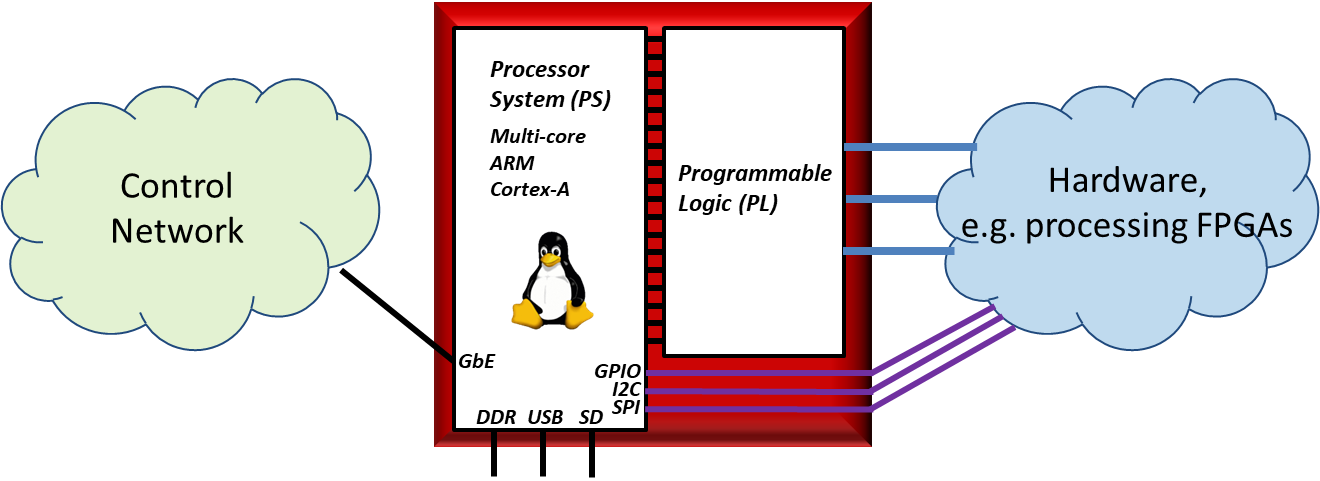 Control
Network
Processor
System (PS)
Multi-core
ARM
Cortex-A
GbE
GPIO
I2C
SPI
DDR USB SD
Programmable
Logic (PL)
Hardware,
e.g. processing FPGAs